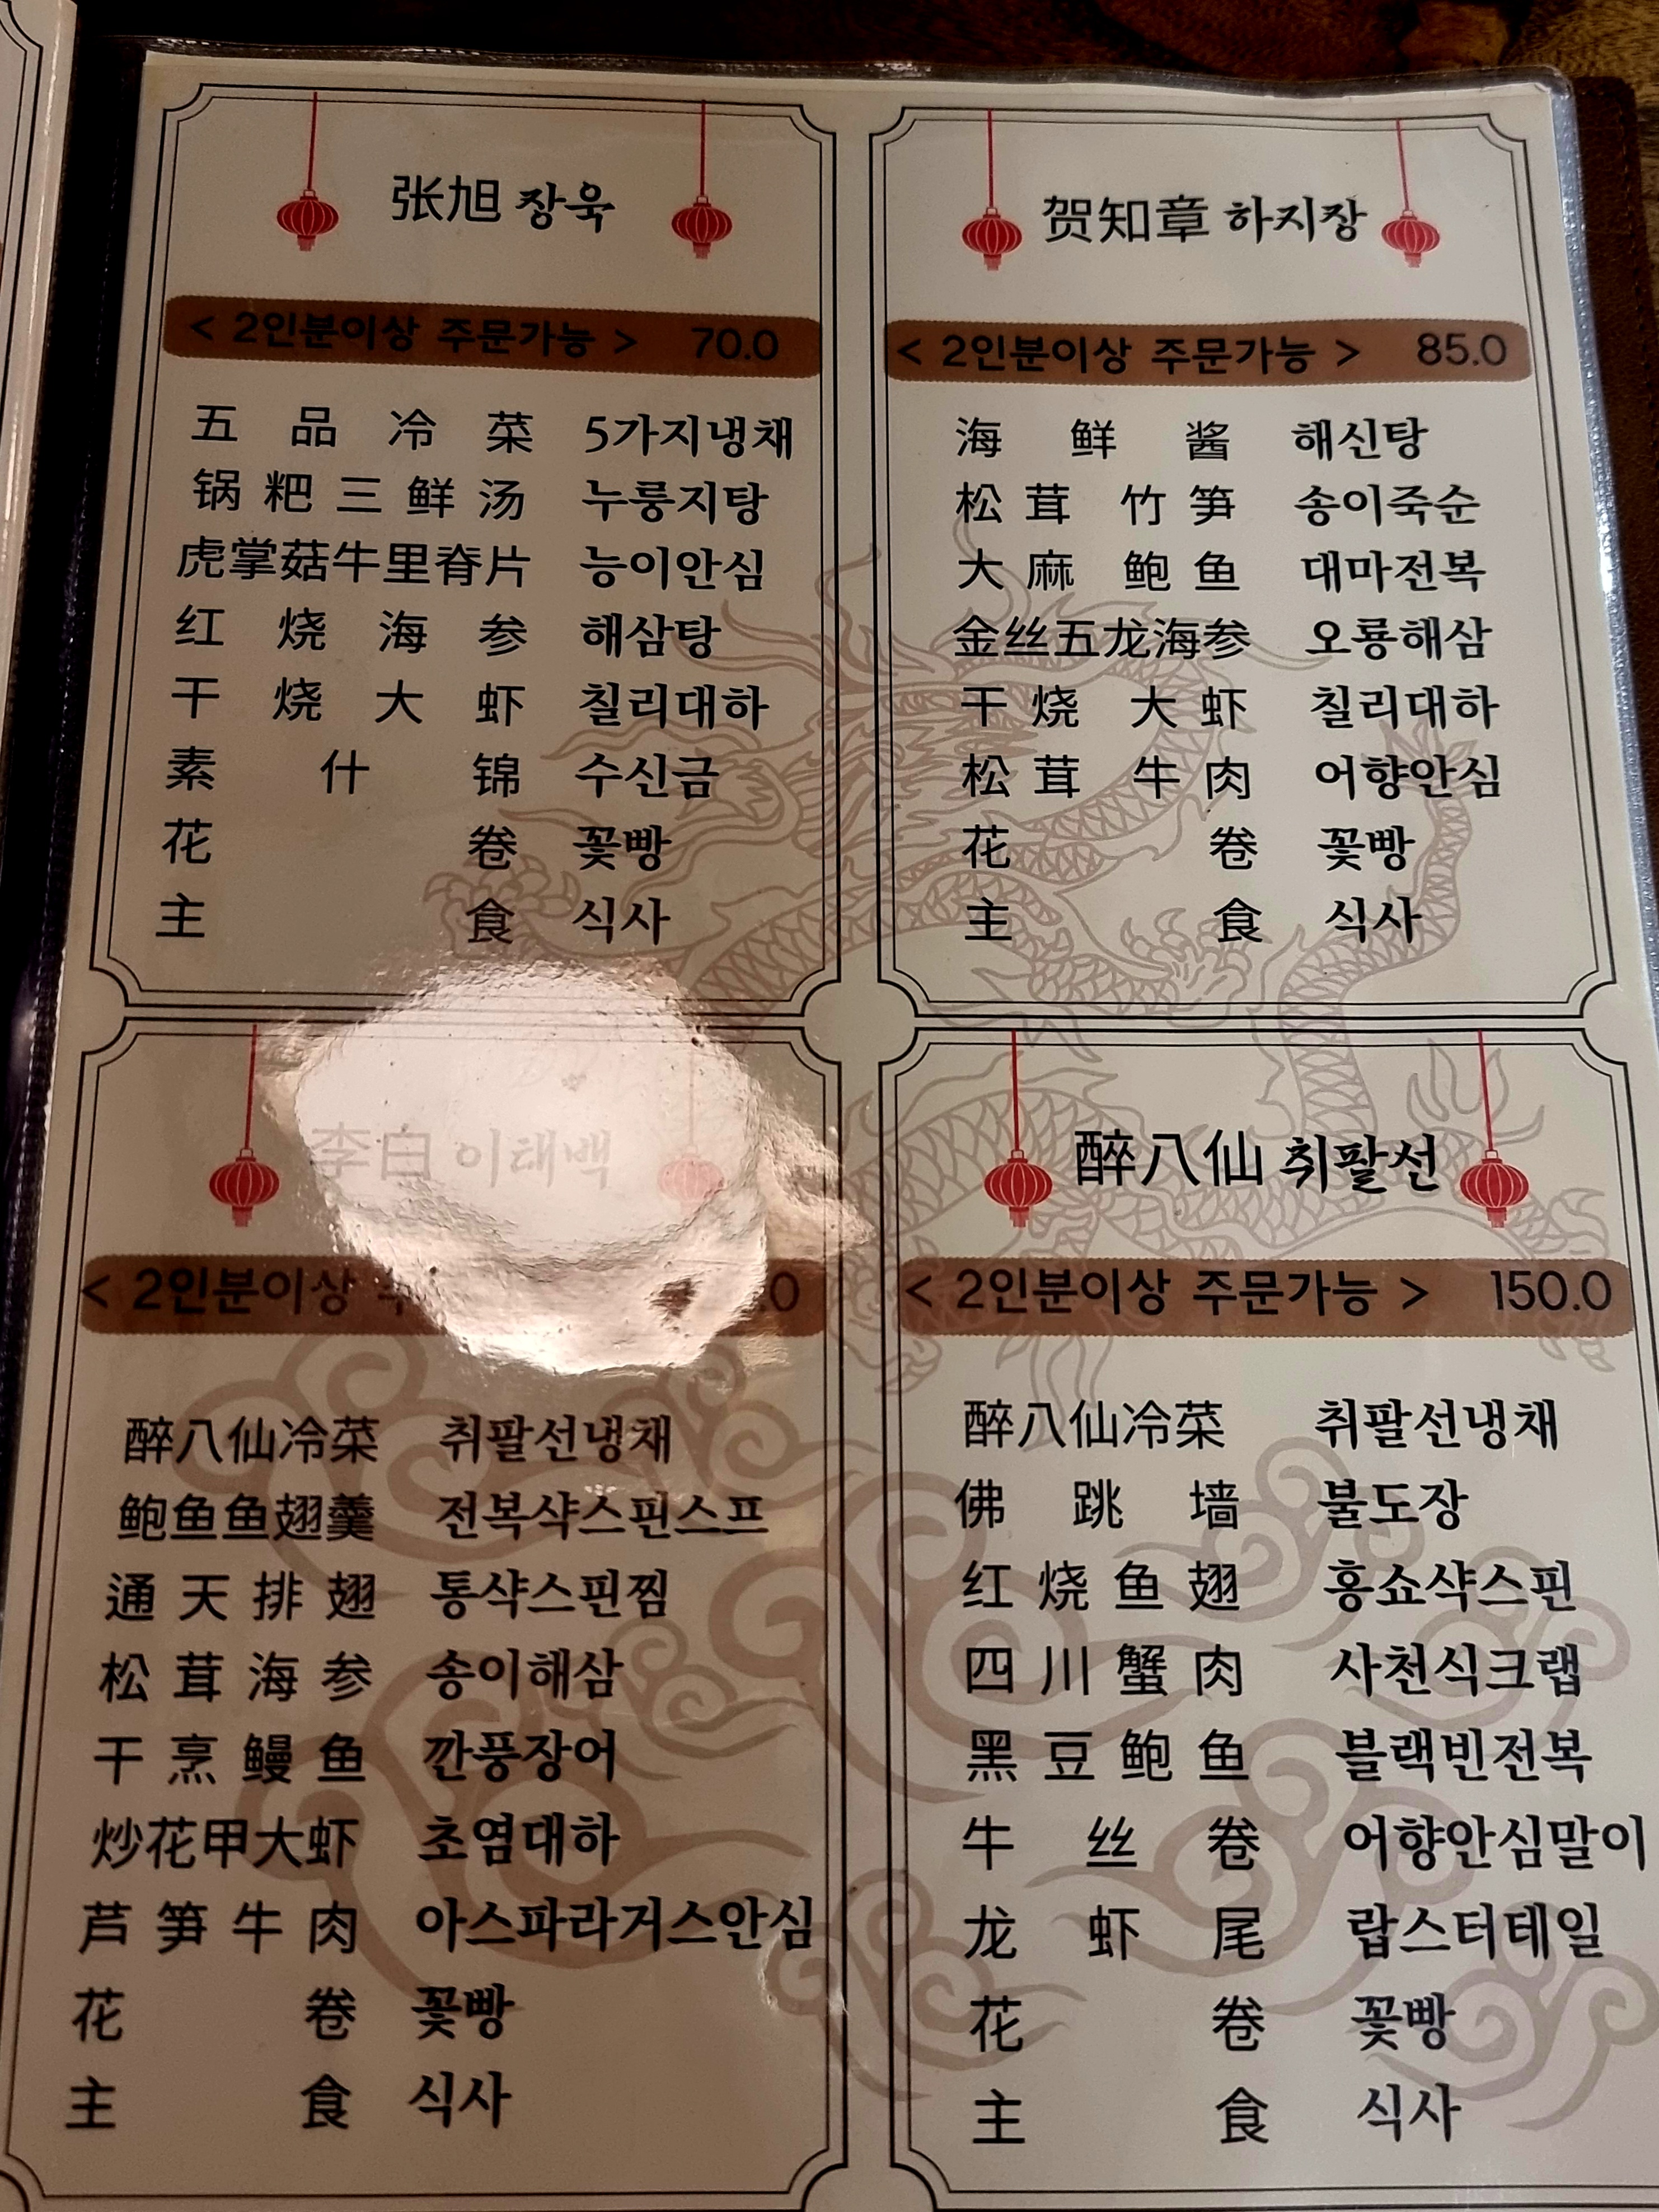 张旭 장욱
< 2인분이상 주문가능 > 70.0
五品冷菜 5가지냉채
锅粑三鲜汤 누룽지탕
虎掌菇牛里脊片 능이안심
红烧海参 해삼탕
干烧大虾 칠리대하
素什锦 수신금
花卷 꽃빵
主食 식사
贺知章 하지장
< 2인분이상 주문가능 > 85.0
海鲜酱 해신탕
松茸竹笋 송이죽순
大麻鲍鱼 대마전복
金丝五龙海参 오룡해삼
干烧大虾 칠리대하
松茸牛肉 어향안심
花卷 꽃빵
主食 식사
李白 이태백
< 2인분이상
醉八仙冷菜 취팔선냉채
鲍鱼鱼翅羹 전복샥스핀스프
通天排翅 통샥스핀찜
松茸海参 송이해삼
干烹鳗鱼 깐풍장어
炒花甲大虾 초염대하
芦笋牛肉 아스파라거스안심
花卷 꽃빵
主食 식사
醉八仙 취팔선
< 2인분이상 주문가능 > 150.0
醉八仙冷菜 취팔선냉채
佛跳墙 불도장
红烧鱼翅 홍쇼샥스핀
四川蟹肉 사천식크랩
黑豆鲍鱼 블랙빈전복
牛丝卷 어향안심말이
龙虾尾 랍스터테일
花卷 꽃빵
主食 식사